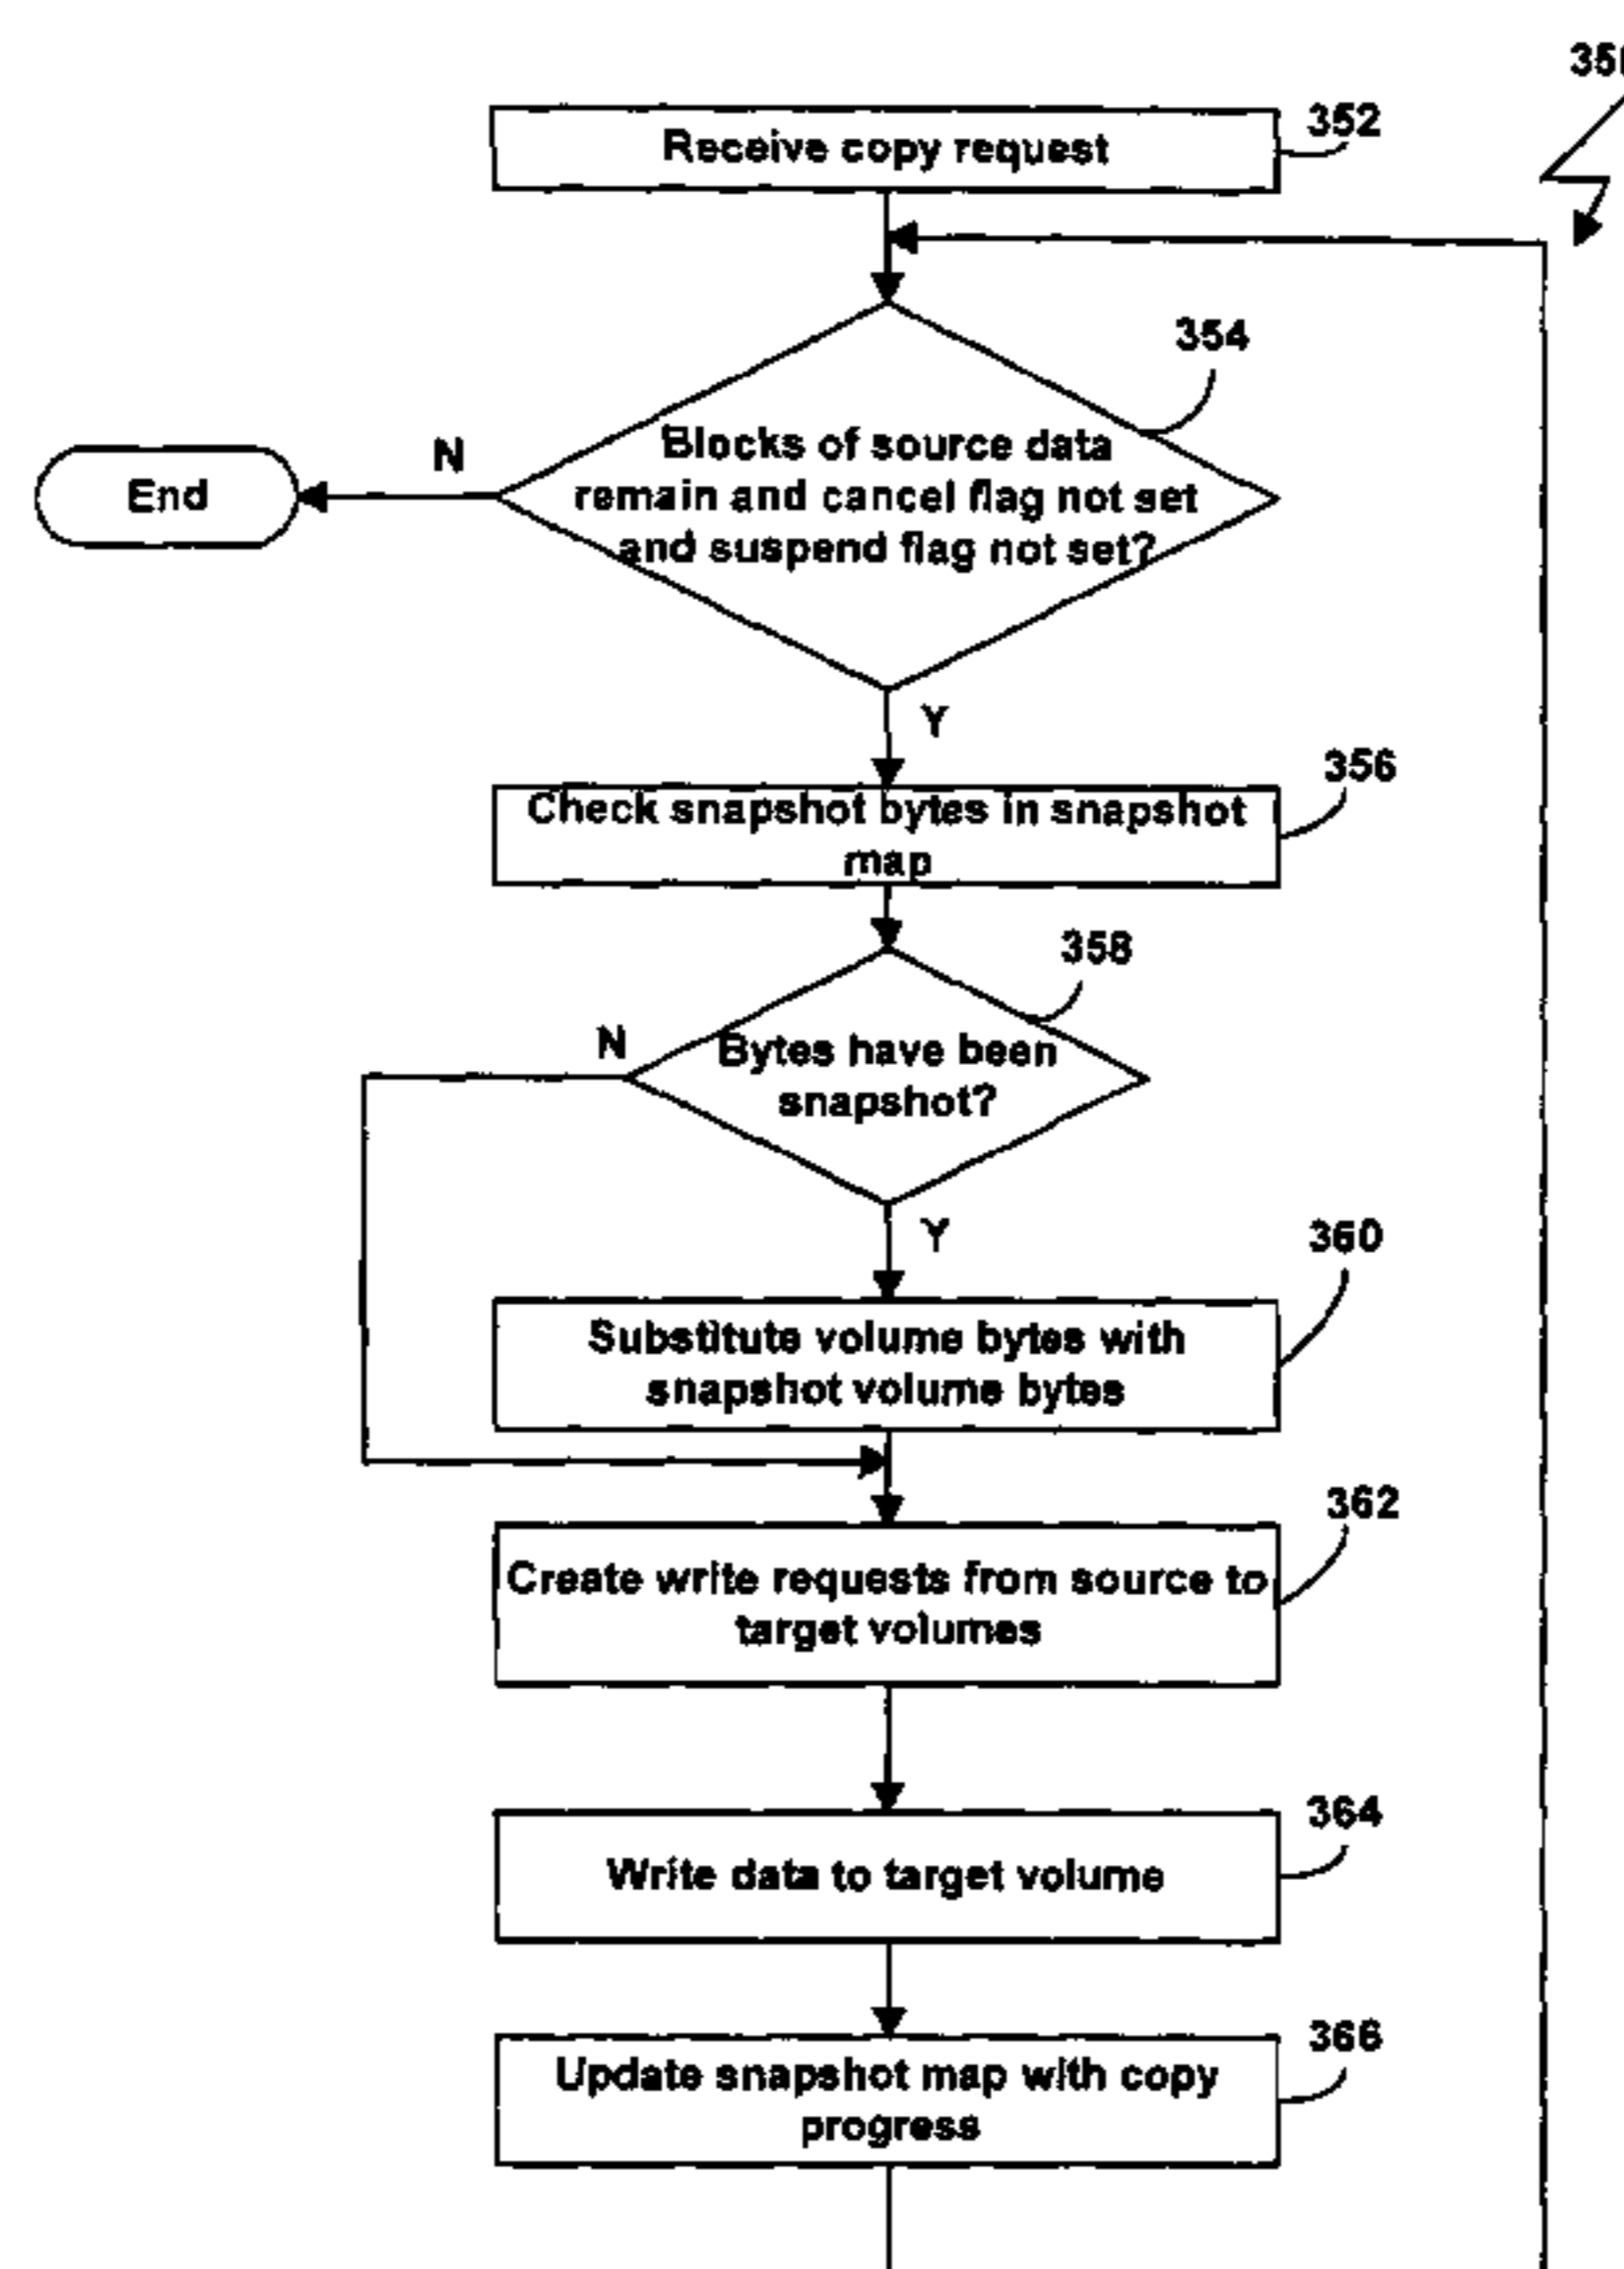 350
Receive copy request
352
354
Blocks of source data
remain and cancel flag not set
and suspend flag not set?
N
End
Y
356
Check snapshot bytes in snapshot
map
358
N
Bytes have been
snapshot?
Y
360
Substitute volume bytes with
snapshot volume bytes
362
Create write requests from source to
target volumes
364
Write data to target volume
366
Update snapshot map with copy
progress